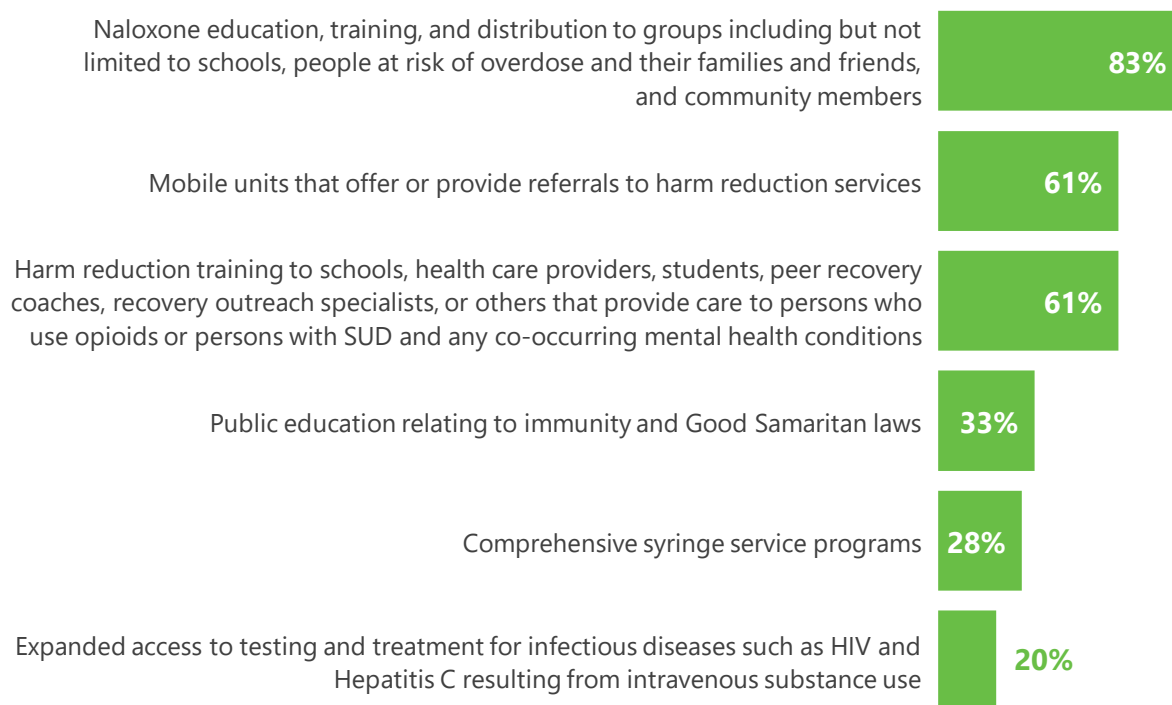 Naloxone education, training, and distribution to groups including but not
limited to schools, people at risk of overdose and their families and friends,
and community members
83%
Mobile units that offer or provide referrals to harm reduction services
61%
Harm reduction training to schools, health care providers, students, peer recovery
coaches, recovery outreach specialists, or others that provide care to persons who
use opioids or persons with SUD and any co-occurring mental health conditions
61%
Public education relating to immunity and Good Samaritan laws
33%
Comprehensive syringe service programs
28%
Expanded access to testing and treatment for infectious diseases such as HIV and
Hepatitis C resulting from intravenous substance use
20%